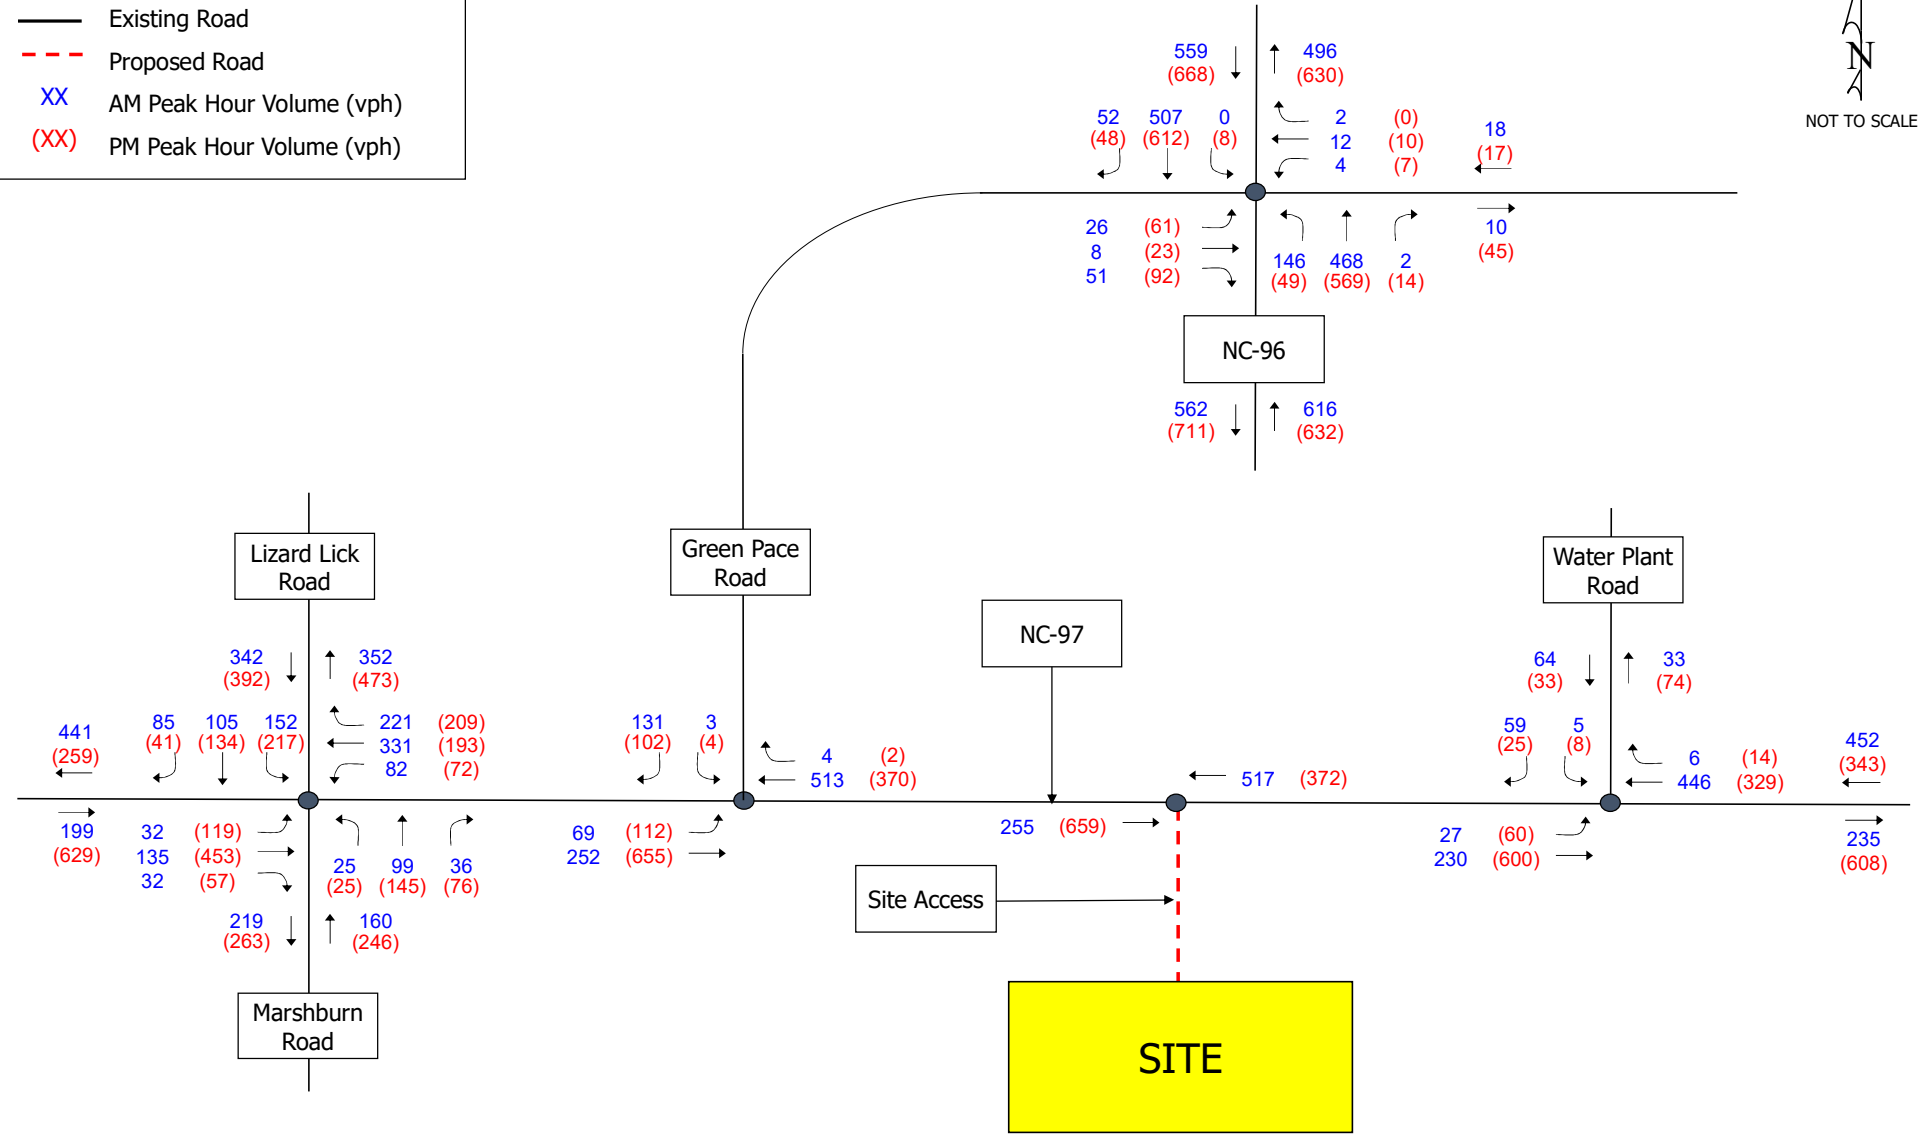 Existing Road
Proposed Road
XX AM Peak Hour Volume (vph)
(XX) PM Peak Hour Volume (vph)
N
NOT TO SCALE
559 496
(668) (630)
52 507 0 2 (0)
(48) (612) (8) 12 (10)
4 (7)
18
(17)
26 (61)
8 (23)
51 (92)
146 468 2
(49) (569) (14)
10
(45)
NC-96
562 616
(711) (632)
Lizard Lick
Road
342 352
(392) (473)
441
(259)
85 105 152
(41) (134) (217)
221 (209)
331 (193)
82 (72)
199
(629)
32 (119)
135 (453)
32 (57)
25 99 36
(25) (145) (76)
219 160
(263) (246)
Marshburn
Road
Green Pace
Road
131 3
(102) (4)
4 (2)
513 (370)
69 (112)
252 (655)
NC-97
517 (372)
255 (659)
Site Access
SITE
Water Plant
Road
64 33
(33) (74)
59 5
(25) (8)
6 (14)
446 (329)
452
(343)
27 (60)
230 (600)
235
(608)